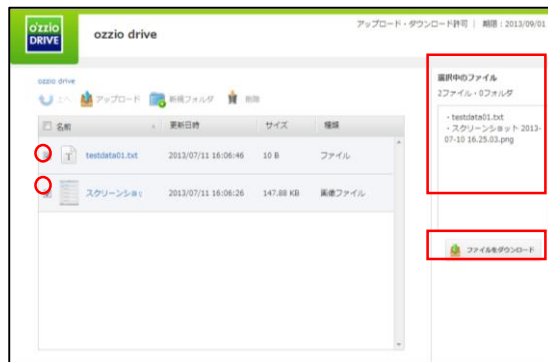 ozzio
DRIVE
ozzio drive
アップロード・ダウンロード許可 | 期限：2013/09/01
ozzio drive
上へ アップロード 新規フォルダ 削除
名前 更新日時 サイズ 種類
testdata01.txt 2013/07/11 16:06:46 10 B ファイル
スクリーンショ 2013/07/11 16:06:26 147.88 KB 画像ファイル
選択中のファイル
2ファイル・0フォルダ
・testdata01.txt
・スクリーンショット 2013-
07-10 16.25.03.png
ファイルをダウンロード